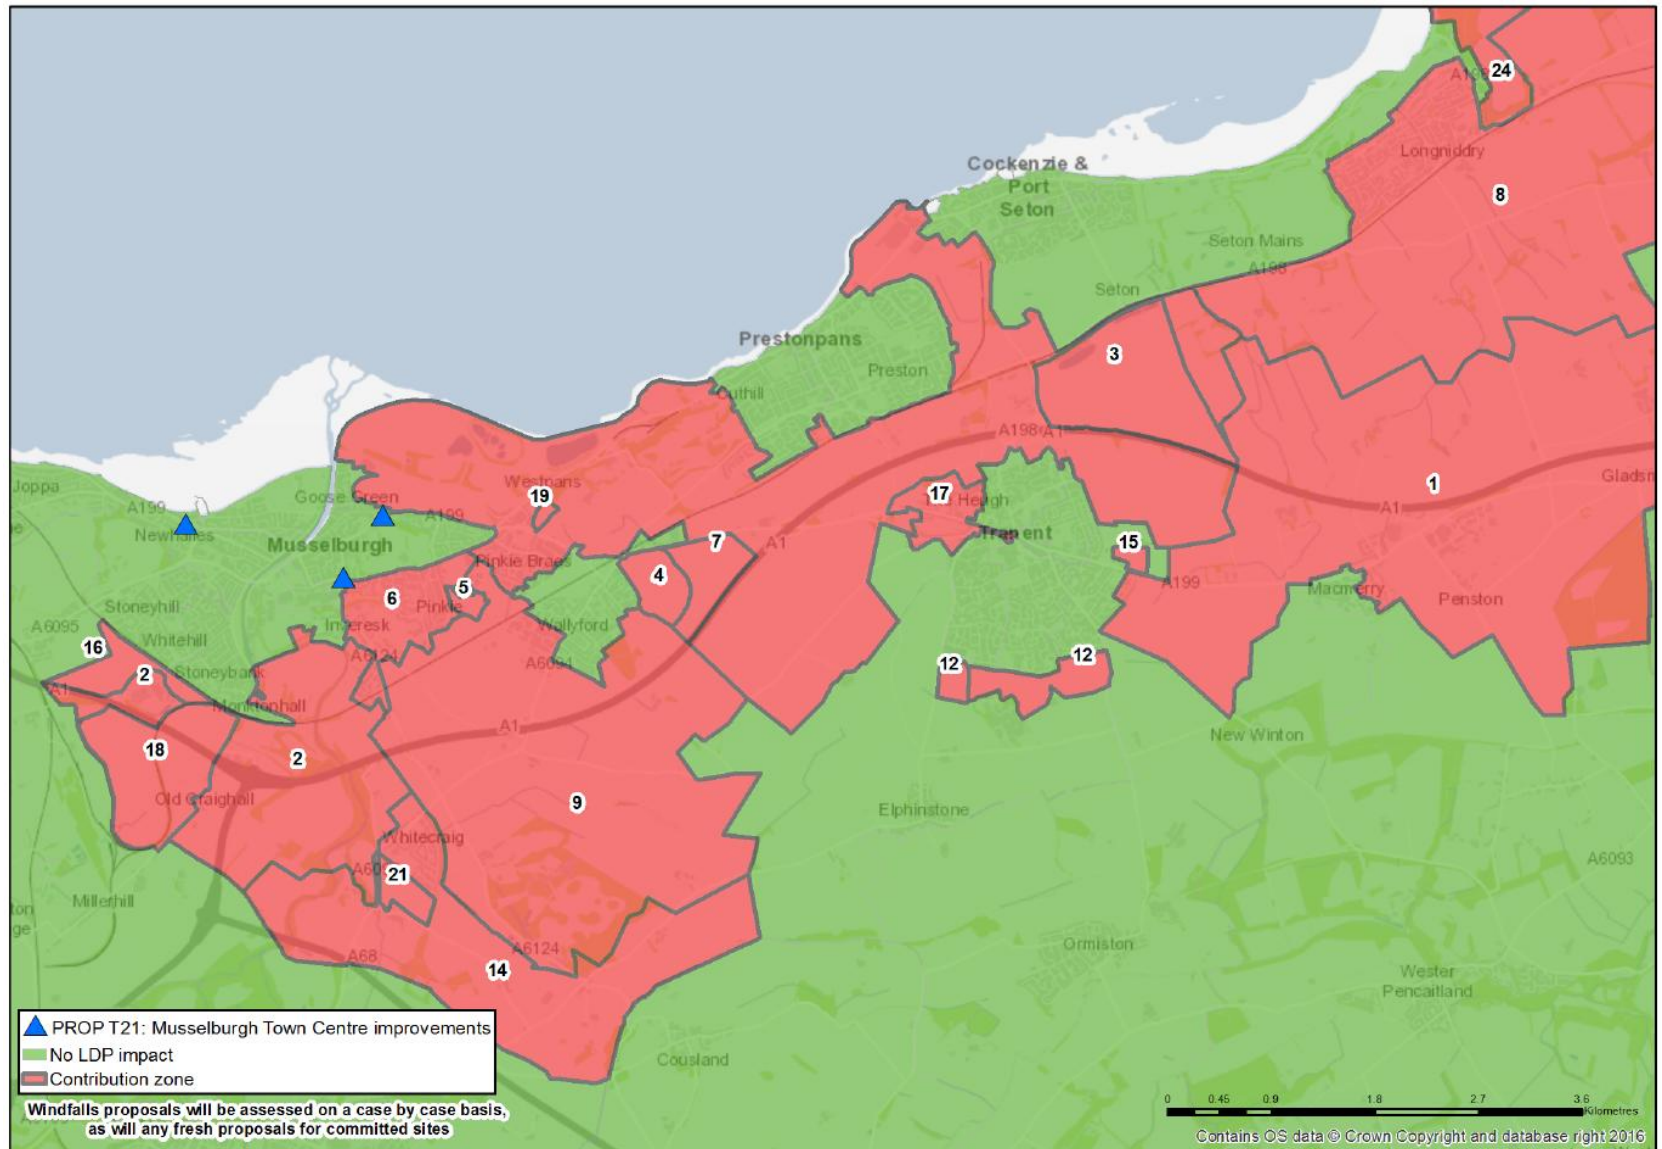 24
A198
Longniddry
Cockenzie &
Port
Seton
8
Seton Mains
A198
Seton
Prestonpans
3
Preston
Cuthill
A198
A1
1
Gladsm
A1
Joppa
A199
Newhailes
Goose Green
A199
Westpans
19
17
Tranent
Musselburgh
Pinkie Braes
7
A1
15
A199
Macmerry
Penston
4
5
6
Pinkie
Stoneyhill
A6095
Whitehill
Inveresk
Wallyford
16
A6124
A6094
12
12
2
Stoneybank
A1
Monktonhall
A1
New Winton
18
2
Old Craighall
9
Elphinstone
Whitecraig
A6093
21
Millerhill
ton
ge
Ormiston
A6124
A68
14
Wester
Pencaitland
Cousland
PROP T21: Musselburgh Town Centre improvements
No LDP impact
Contribution zone
Windfalls proposals will be assessed on a case by case basis,
as will any fresh proposals for committed sites
0 0.45 0.9 1.8 2.7 3.6
Kilometres
Contains OS data © Crown Copyright and database right 2016